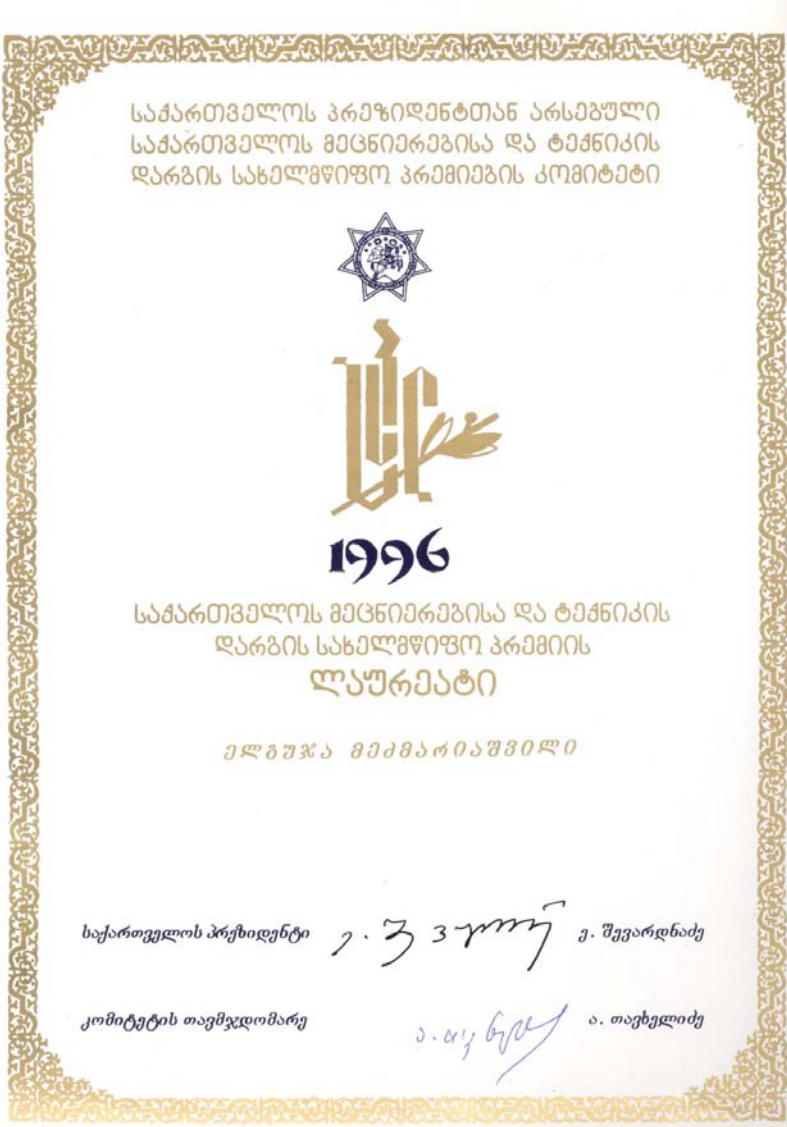 საქართველოს პრეზიდენტთან არსებული
საქართველოს მეცნიერებისა და ტექნიკის
დარგის სახელმწიფო პრემიების კომიტეტი
1996
საქართველოს მეცნიერებისა და ტექნიკის
დარგის სახელმწიფო პრემიის
ლაურეატი
ელგუჯა მეძმარიაშვილი
საქართველოს პრეზიდენტი ე. შევარდნაძე
კომიტეტის თავმჯდომარე ა. თავხელიძე